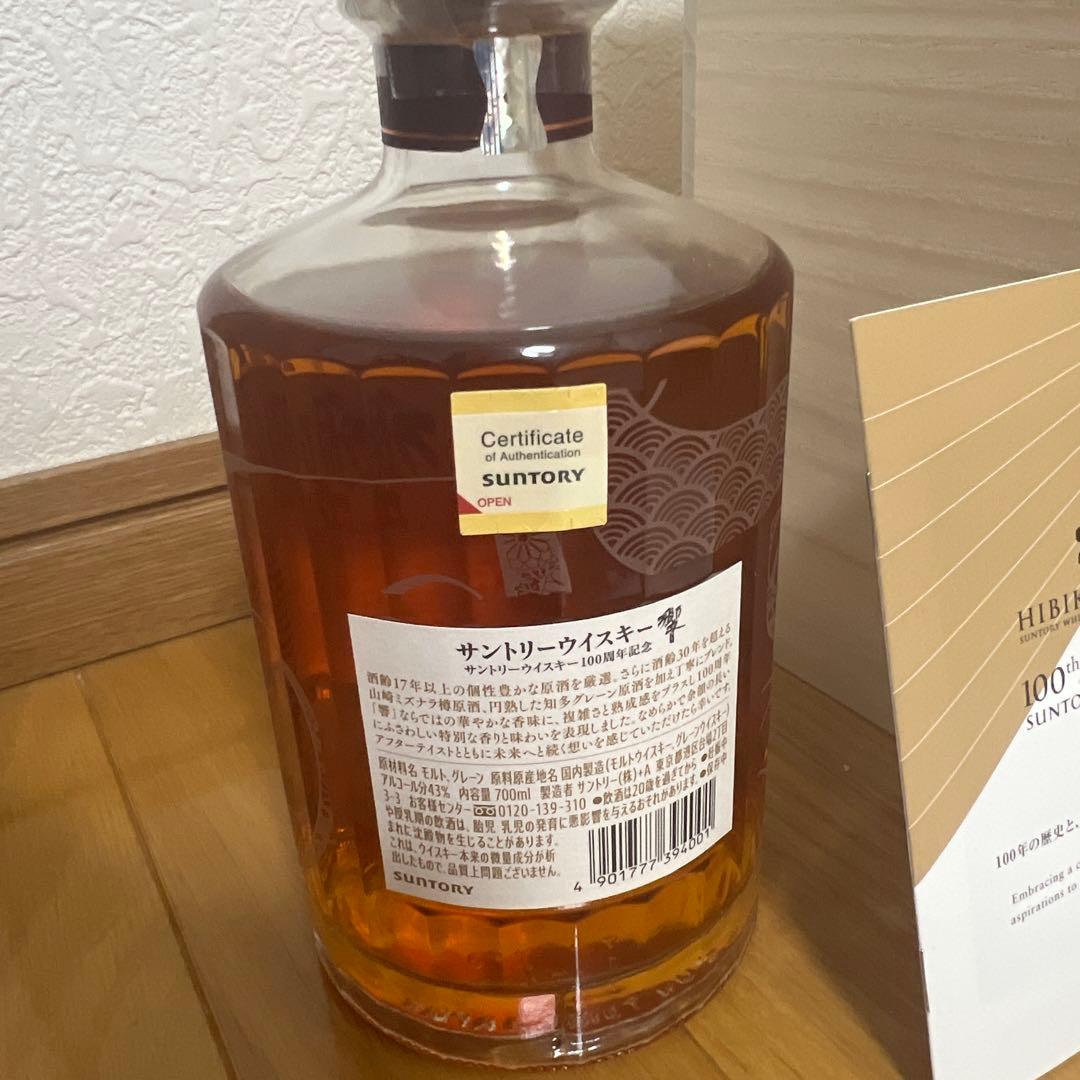 Certificate
of Authentication
SUNTORY
OPEN
サントリーウイスキー 響
サントリーウイスキー100周年記念
酒齢17年以上の個性豊かな原酒を厳選。さらに酒齢30年を超える
山崎ミズナラ樽原酒、円熟した知多グレーン原酒を加え丁寧にブレンド。
「響」ならではの華やかな香味に、複雑さと熟成感をプラスし100周年
にふさわしい特別な香りと味わいを表現しました。なめらかで余韻の長い
アフターテイストとともに未来へと続く想いを感じていただけたら幸いです。
原材料名 モルト、グレーン 原料原産地名 国内製造(モルトウイスキー、グレーンウイスキー)
アルコール分43% 内容量 700ml 製造者 サントリー(株)+A 東京都港区台場2丁目
3-3 お客様センター 0120-139-310 ●飲酒は20歳を過ぎてから ●妊娠中
や授乳期の飲酒は、胎児・乳児の発育に悪影響を与えるおそれがあります。●保存中
まれに沈殿物を生じることがあります。
これは、ウイスキー本来の微量成分が析
出したもので、品質上問題ございません。
SUNTORY
4 901777 394001
HIBIK
SUNTORY WH
100th
SUNTO
100年の歴史と、
Embracing a c
aspirations to